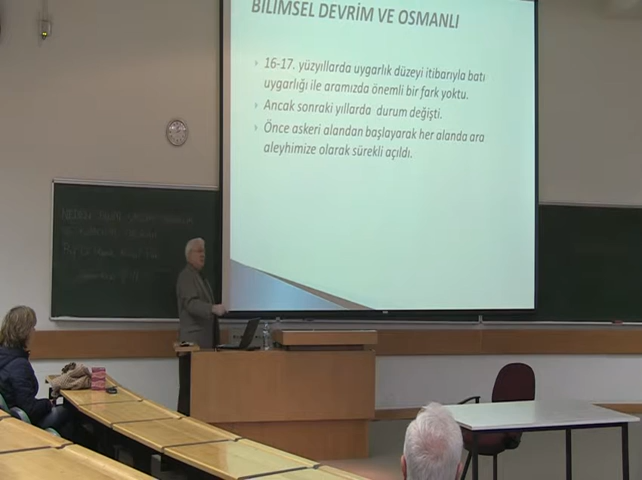 BİLİMSEL DEVRİM VE OSMANLI
16-17. yüzyıllarda uygarlık düzeyi itibarıyla batı
uygarlığı ile aramızda önemli bir fark yoktu.
Ancak sonraki yıllarda durum değişti.
Önce askeri alandan başlayarak her alanda ara
aleyhimize olarak sürekli açıldı.